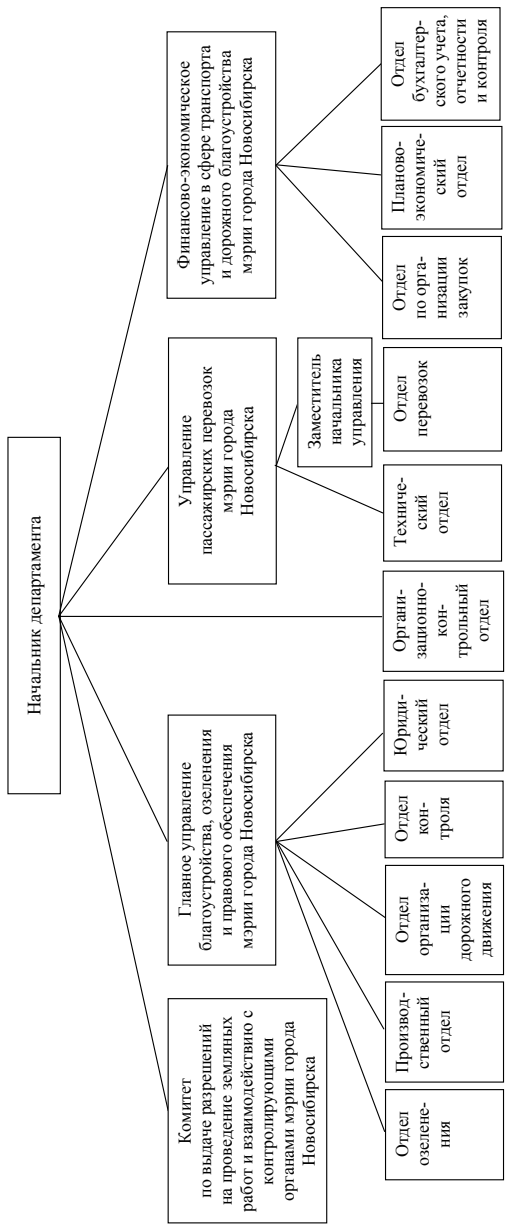 Начальник департамента
Комитет
по выдаче разрешений
на проведение земляных
работ и взаимодействию с
контролирующими
органами мэрии города
Новосибирска
Главное управление
благоустройства, озеленения
и правового обеспечения
мэрии города Новосибирска
Управление
пассажирских перевозок
мэрии города
Новосибирска
Финансово-экономическое
управление в сфере транспорта
и дорожного благоустройства
мэрии города Новосибирска
Заместитель
начальника
управления
Отдел
озелене-
ния
Производ-
ственный
отдел
Отдел
организа-
ции
дорожного
движения
Отдел
кон-
троля
Юриди-
ческий
отдел
Органи-
зационно-
кон-
трольный
отдел
Техниче-
ский
отдел
Отдел
перевозок
Отдел
по орга-
низации
закупок
Планово-
экономиче-
ский
отдел
Отдел
бухгалтер-
ского учета,
отчетности
и контроля